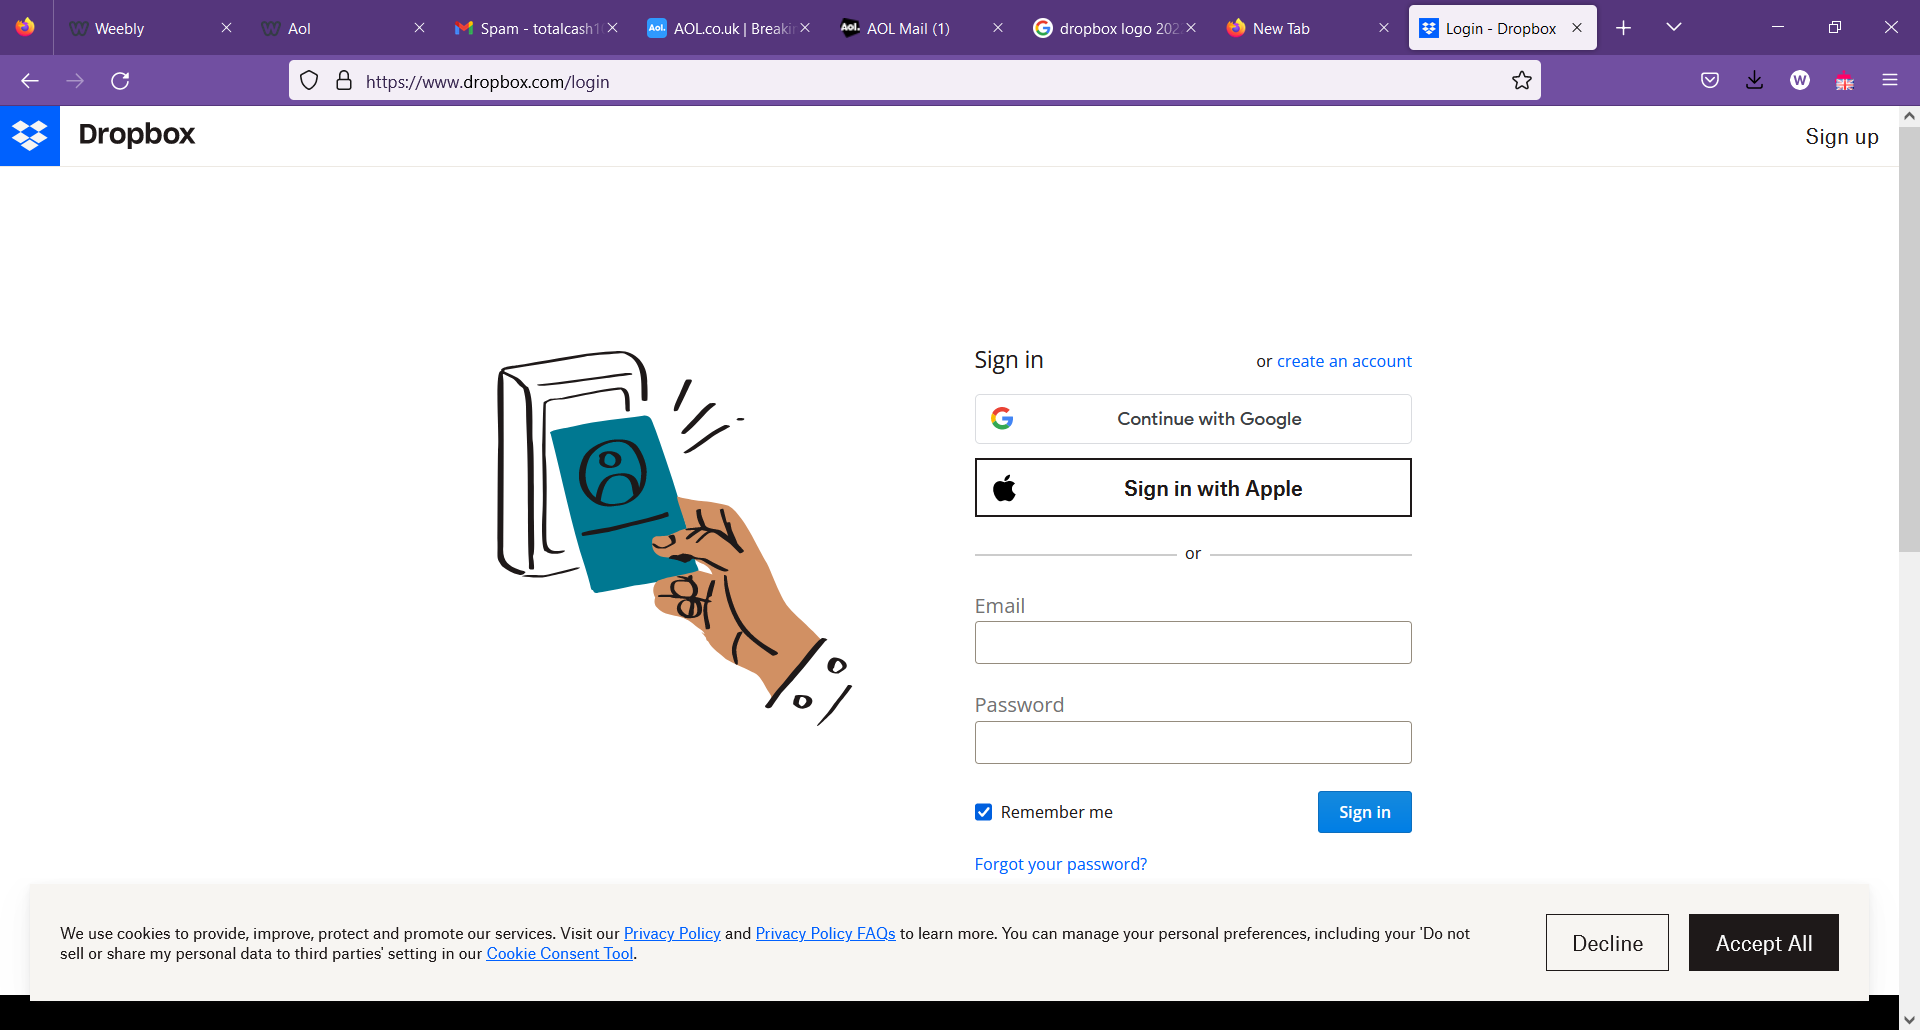 Weebly
Aol
Spam - totalcash1
AOL.co.uk | Breakin
AOL Mail (1)
dropbox logo 202
New Tab
Login - Dropbox
https://www.dropbox.com/login
W
Dropbox
Sign up
Sign in
or create an account
Continue with Google
Sign in with Apple
or
Email
Password
Remember me
Sign in
Forgot your password?
We use cookies to provide, improve, protect and promote our services. Visit our Privacy Policy and Privacy Policy FAQs to learn more. You can manage your personal preferences, including your 'Do not
sell or share my personal data to third parties' setting in our Cookie Consent Tool.
Decline
Accept All